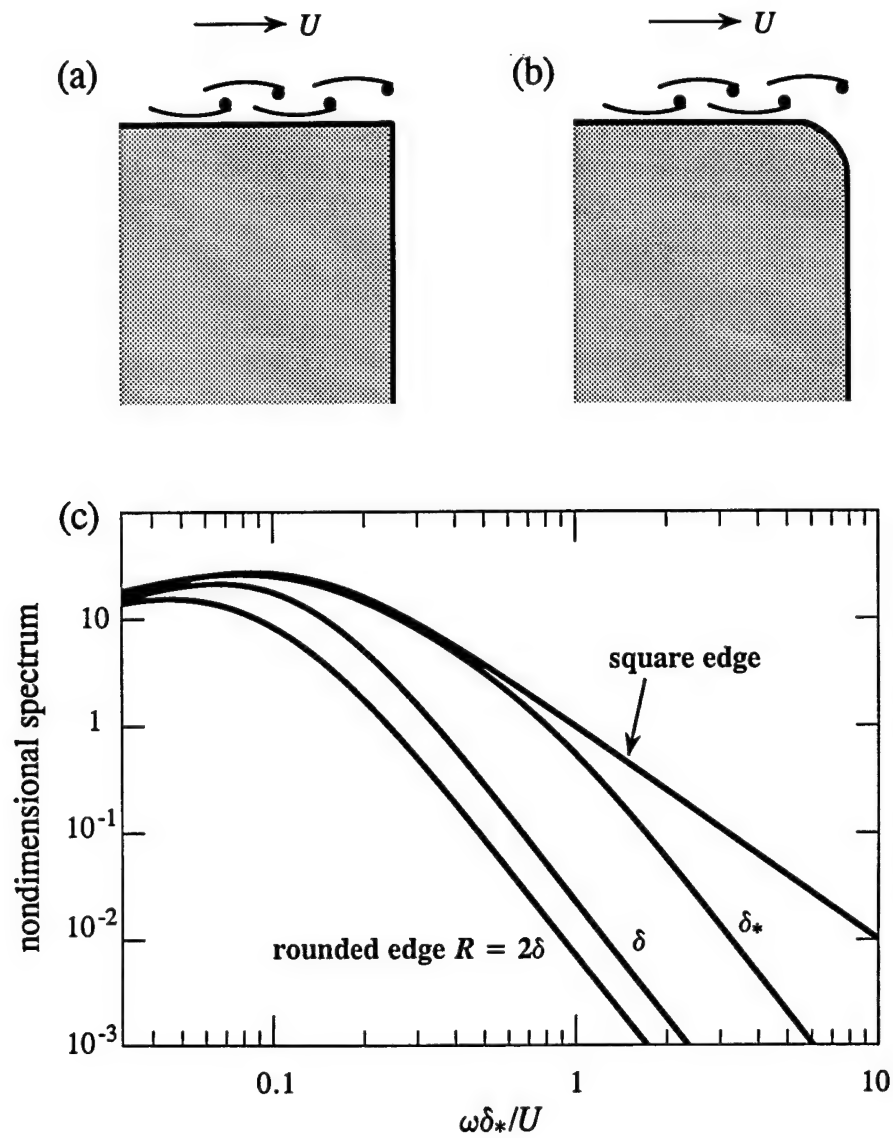 U
(a)
U
(b)
(c)
nondimensional spectrum
10
1
10⁻¹
10⁻²
10⁻³
square edge
rounded edge R = 2δ
δ
δ*
0.1
1
10
ωδ*/U